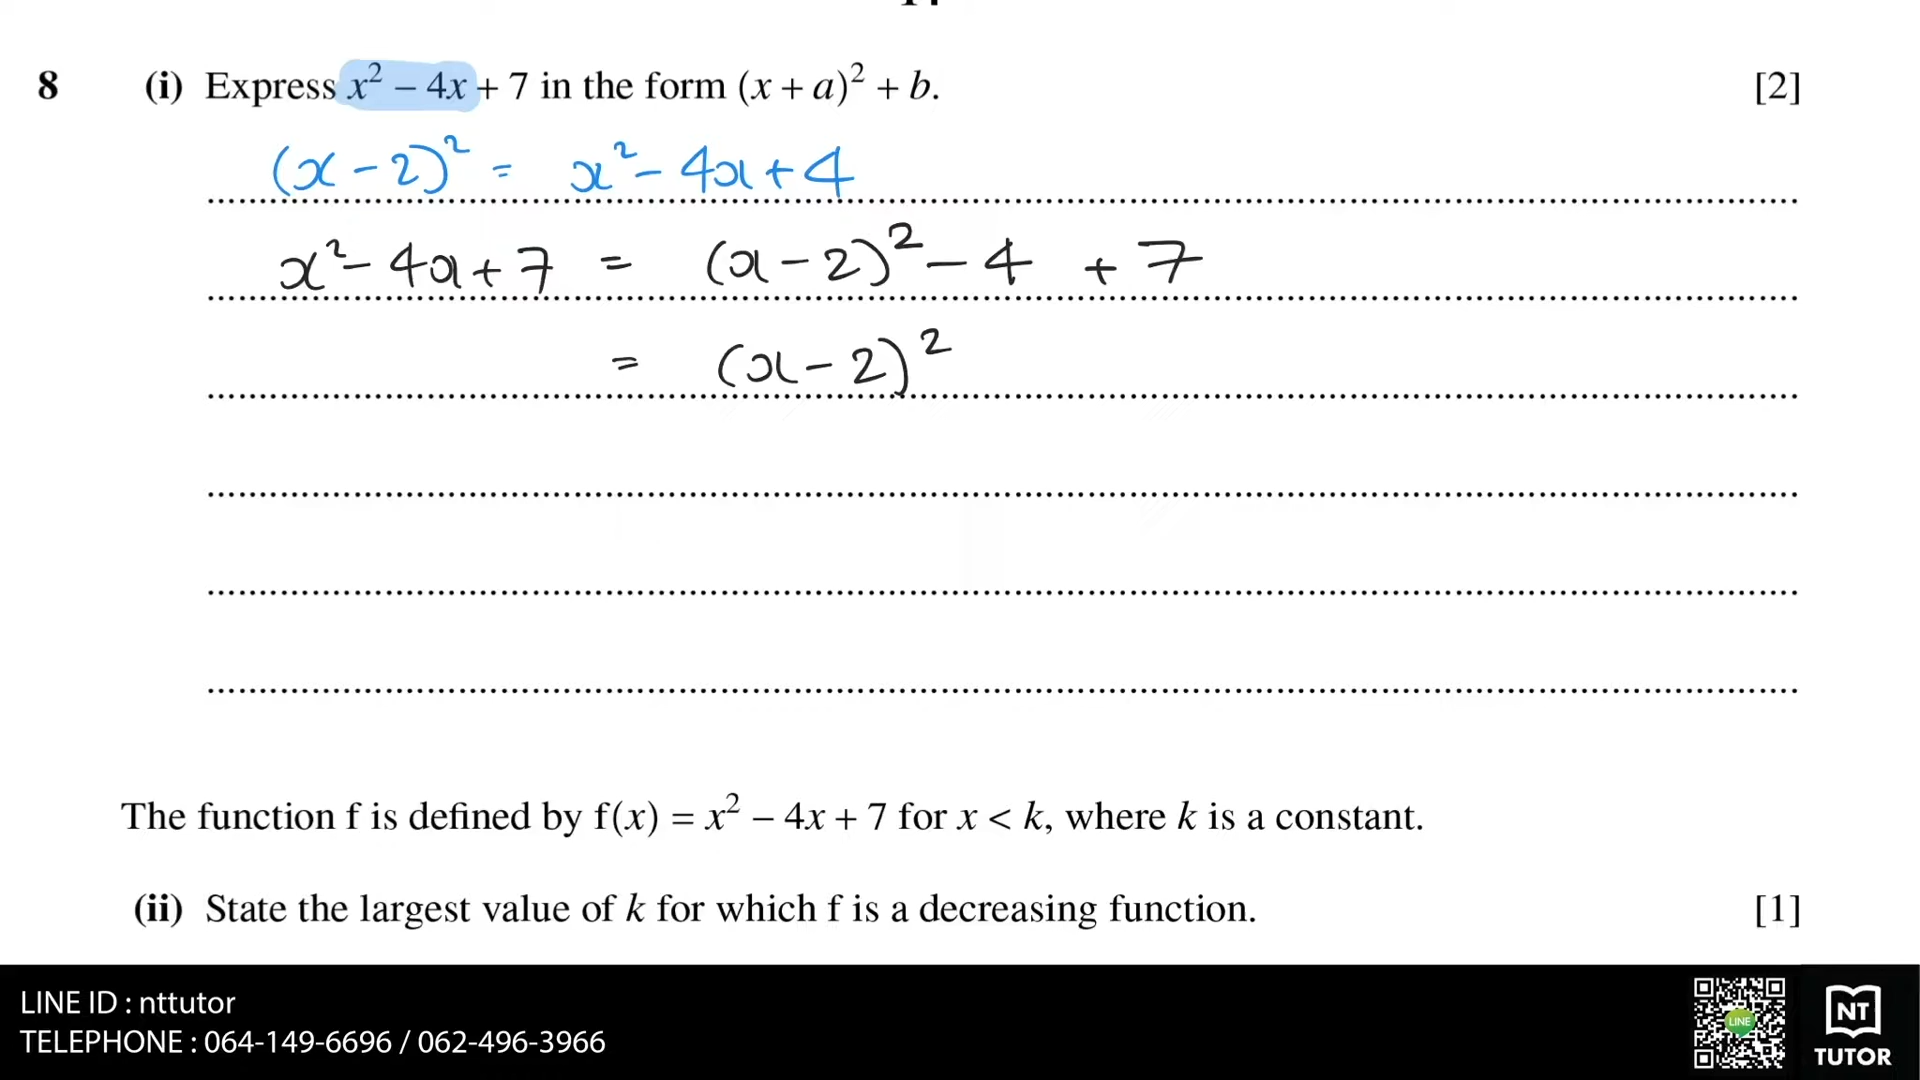 8 (i) Express x² − 4x + 7 in the form (x + a)² + b. [2]
(x − 2)² = x² − 4x + 4
x² − 4x + 7 = (x − 2)² − 4 + 7
= (x − 2)²
The function f is defined by f(x) = x² − 4x + 7 for x < k, where k is a constant.
(ii) State the largest value of k for which f is a decreasing function. [1]
LINE ID : nttutor
TELEPHONE : 064-149-6696 / 062-496-3966
LINE
NT
TUTOR